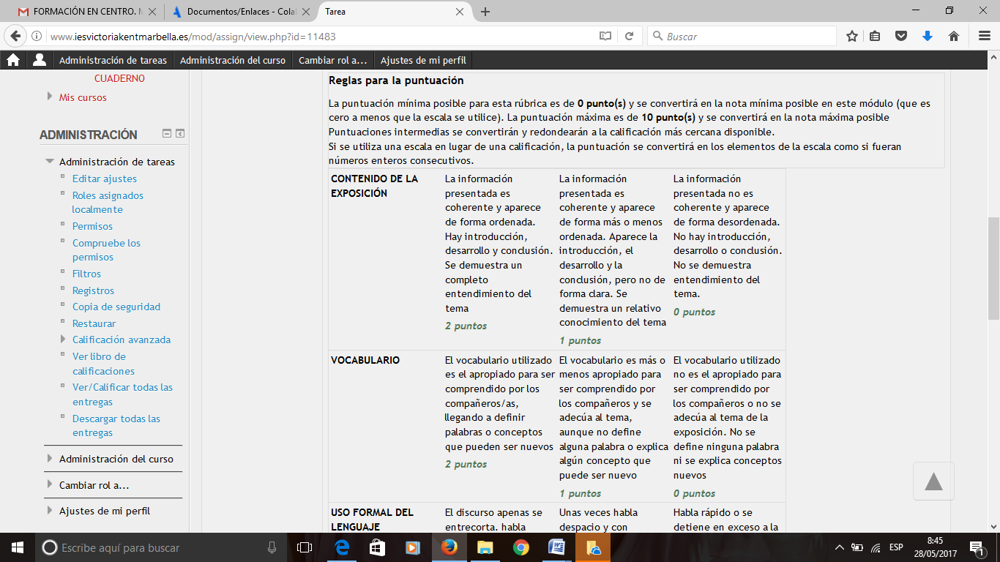 FORMACIÓN EN CENTRO. M
Documentos/Enlaces - Cola
Tarea
www.iesvictoriakentmarbella.es/mod/assign/view.php?id=11483
Buscar
Administración de tareas
Administración del curso
Cambiar rol a...
Ajustes de mi perfil
CUADERNO
Mis cursos
ADMINISTRACIÓN
Administración de tareas
Editar ajustes
Roles asignados
localmente
Permisos
Compruebe los
permisos
Filtros
Registros
Copia de seguridad
Restaurar
Calificación avanzada
Ver libro de
calificaciones
Ver/Calificar todas las
entregas
Descargar todas las
entregas
Administración del curso
Cambiar rol a...
Ajustes de mi perfil
Reglas para la puntuación
La puntuación mínima posible para esta rúbrica es de 0 punto(s) y se convertirá en la nota mínima posible en este módulo (que es
cero a menos que la escala se utilice). La puntuación máxima es de 10 punto(s) y se convertirá en la nota máxima posible
Puntuaciones intermedias se convertirán y redondearán a la calificación más cercana disponible.
Si se utiliza una escala en lugar de una calificación, la puntuación se convertirá en los elementos de la escala como si fueran
números enteros consecutivos.
CONTENIDO DE LA
EXPOSICIÓN
La información
presentada es
coherente y aparece
de forma ordenada.
Hay introducción,
desarrollo y conclusión.
Se demuestra un
completo
entendimiento del
tema
2 puntos
La información
presentada es
coherente y aparece
de forma más o menos
ordenada. Aparece la
introducción, el
desarrollo y la
conclusión, pero no de
forma clara. Se
demuestra un relativo
conocimiento del tema
1 puntos
La información
presentada no es
coherente y aparece
de forma desordenada.
No hay introducción,
desarrollo o conclusión.
No se demuestra
entendimiento del
tema.
0 puntos
VOCABULARIO
El vocabulario utilizado
es el apropiado para ser
comprendido por los
compañeros/as,
llegando a definir
palabras o conceptos
que pueden ser nuevos
2 puntos
El vocabulario es más o
menos apropiado para
ser comprendido por
los compañeros y se
adecúa al tema,
aunque no define
alguna palabra o explica
algún concepto que
puede ser nuevo
1 puntos
El vocabulario utilizado
no es el apropiado para
ser comprendido por
los compañeros o no se
adecúa al tema de la
exposición. No se
define ninguna palabra
ni se explica conceptos
nuevos
0 puntos
USO FORMAL DEL
LENGUAJE
El discurso apenas se
entrecorta. habla
Unas veces habla
despacio y con
Habla rápido o se
detiene en exceso a la
Escribe aquí para buscar
ESP
8:45
28/05/2017
1